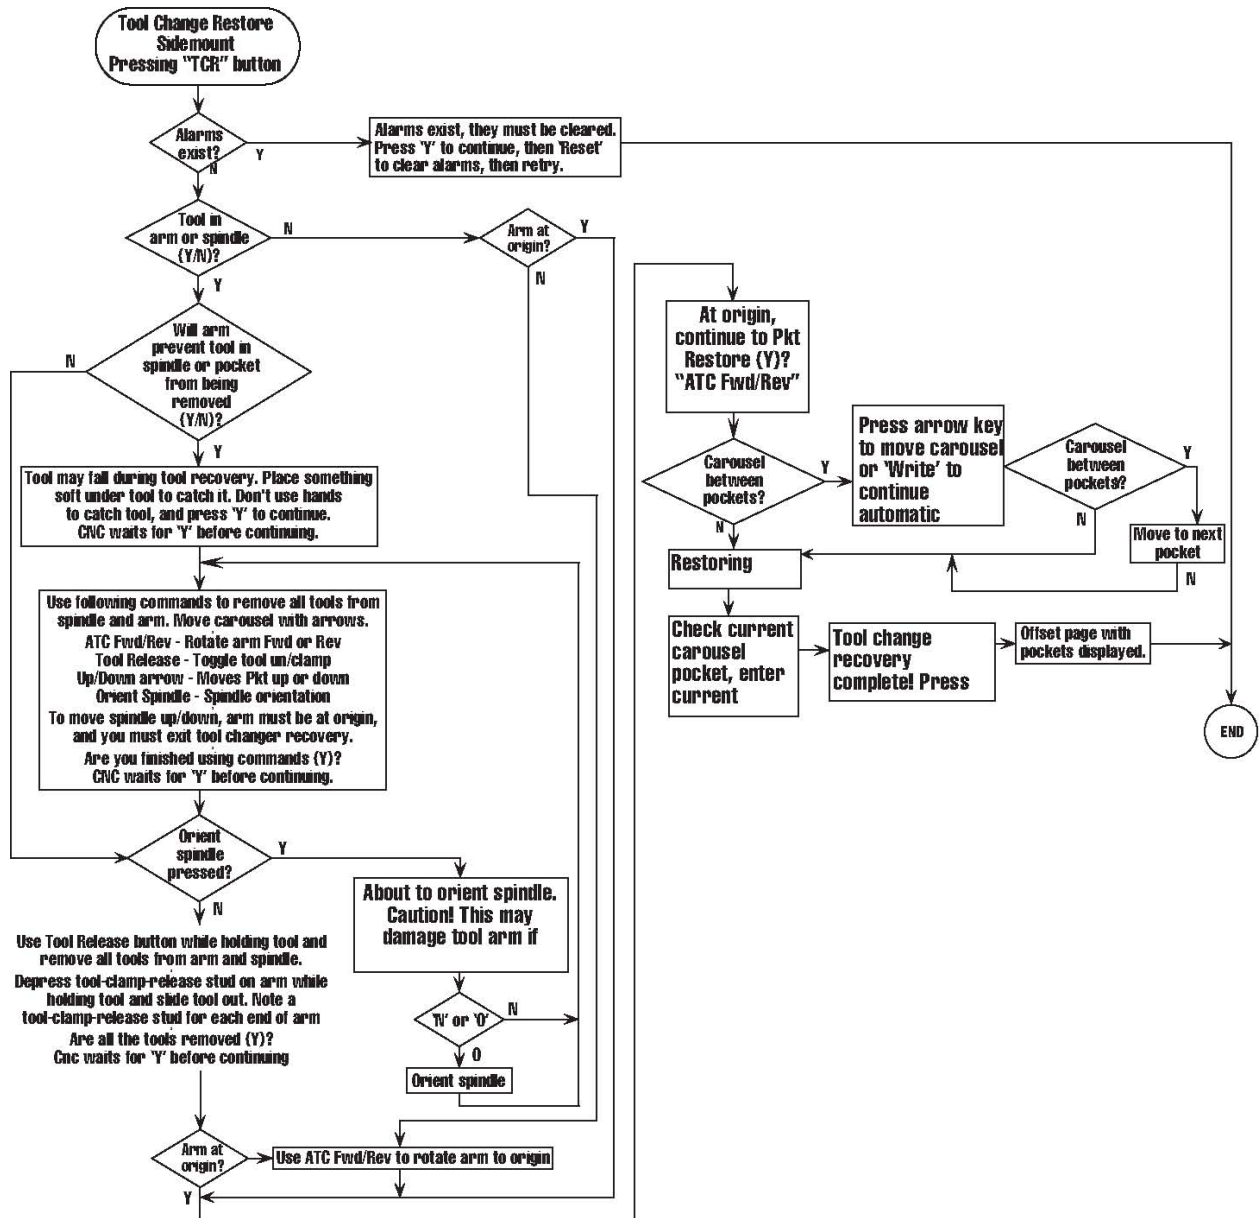 Tool Change Restore
Sidemount
Pressing "TCR" button
Alarms
exist?
Y
N
Alarms exist, they must be cleared.
Press 'Y' to continue, then 'Reset'
to clear alarms, then retry.
Tool in
arm or spindle
(Y/N)?
N
Y
Arm at
origin?
Y
N
Will arm
prevent tool in
spindle or pocket
from being
removed
(Y/N)?
N
Y
Tool may fall during tool recovery. Place something
soft under tool to catch it. Don't use hands
to catch tool, and press 'Y' to continue.
CNC waits for 'Y' before continuing.
Use following commands to remove all tools from
spindle and arm. Move carousel with arrows.
ATC Fwd/Rev - Rotate arm Fwd or Rev
Tool Release - Toggle tool un/clamp
Up/Down arrow - Moves Pkt up or down
Orient Spindle - Spindle orientation
To move spindle up/down, arm must be at origin,
and you must exit tool changer recovery.
Are you finished using commands (Y)?
CNC waits for 'Y' before continuing.
Orient
spindle
pressed?
Y
N
About to orient spindle.
Caution! This may
damage tool arm if
'N' or 'O'
N
O
Orient spindle
Use Tool Release button while holding tool and
remove all tools from arm and spindle.
Depress tool-clamp-release stud on arm while
holding tool and slide tool out. Note a
tool-clamp-release stud for each end of arm
Are all the tools removed (Y)?
Cnc waits for 'Y' before continuing
Arm at
origin?
Y
Use ATC Fwd/Rev to rotate arm to origin
At origin,
continue to Pkt
Restore (Y)?
"ATC Fwd/Rev"
Carousel
between
pockets?
Y
N
Press arrow key
to move carousel
or 'Write' to
continue
automatic
Carousel
between
pockets?
Y
N
Move to next
pocket
N
Restoring
Check current
carousel
pocket, enter
current
Tool change
recovery
complete! Press
Offset page with
pockets displayed.
END